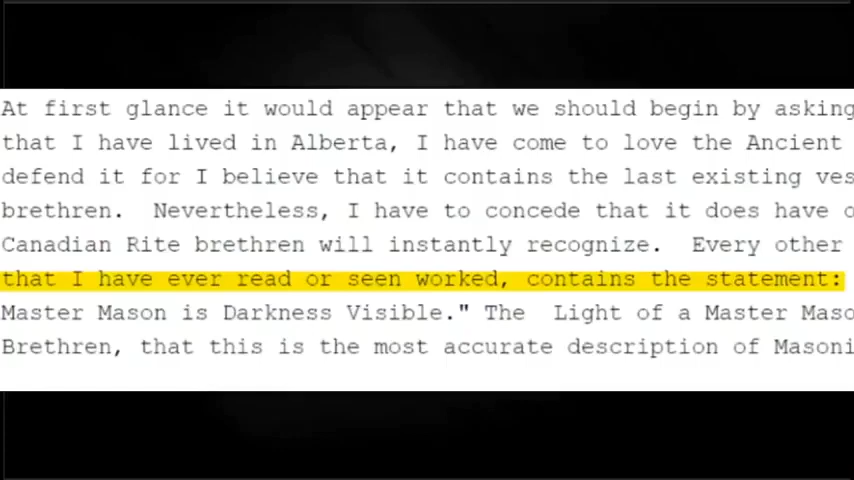 At first glance it would appear that we should begin by asking
that I have lived in Alberta, I have come to love the Ancient
defend it for I believe that it contains the last existing ves
brethren.  Nevertheless, I have to concede that it does have
Canadian Rite brethren will instantly recognize.  Every other
that I have ever read or seen worked, contains the statement:
Master Mason is Darkness Visible." The  Light of a Master Maso
Brethren, that this is the most accurate description of Masoni